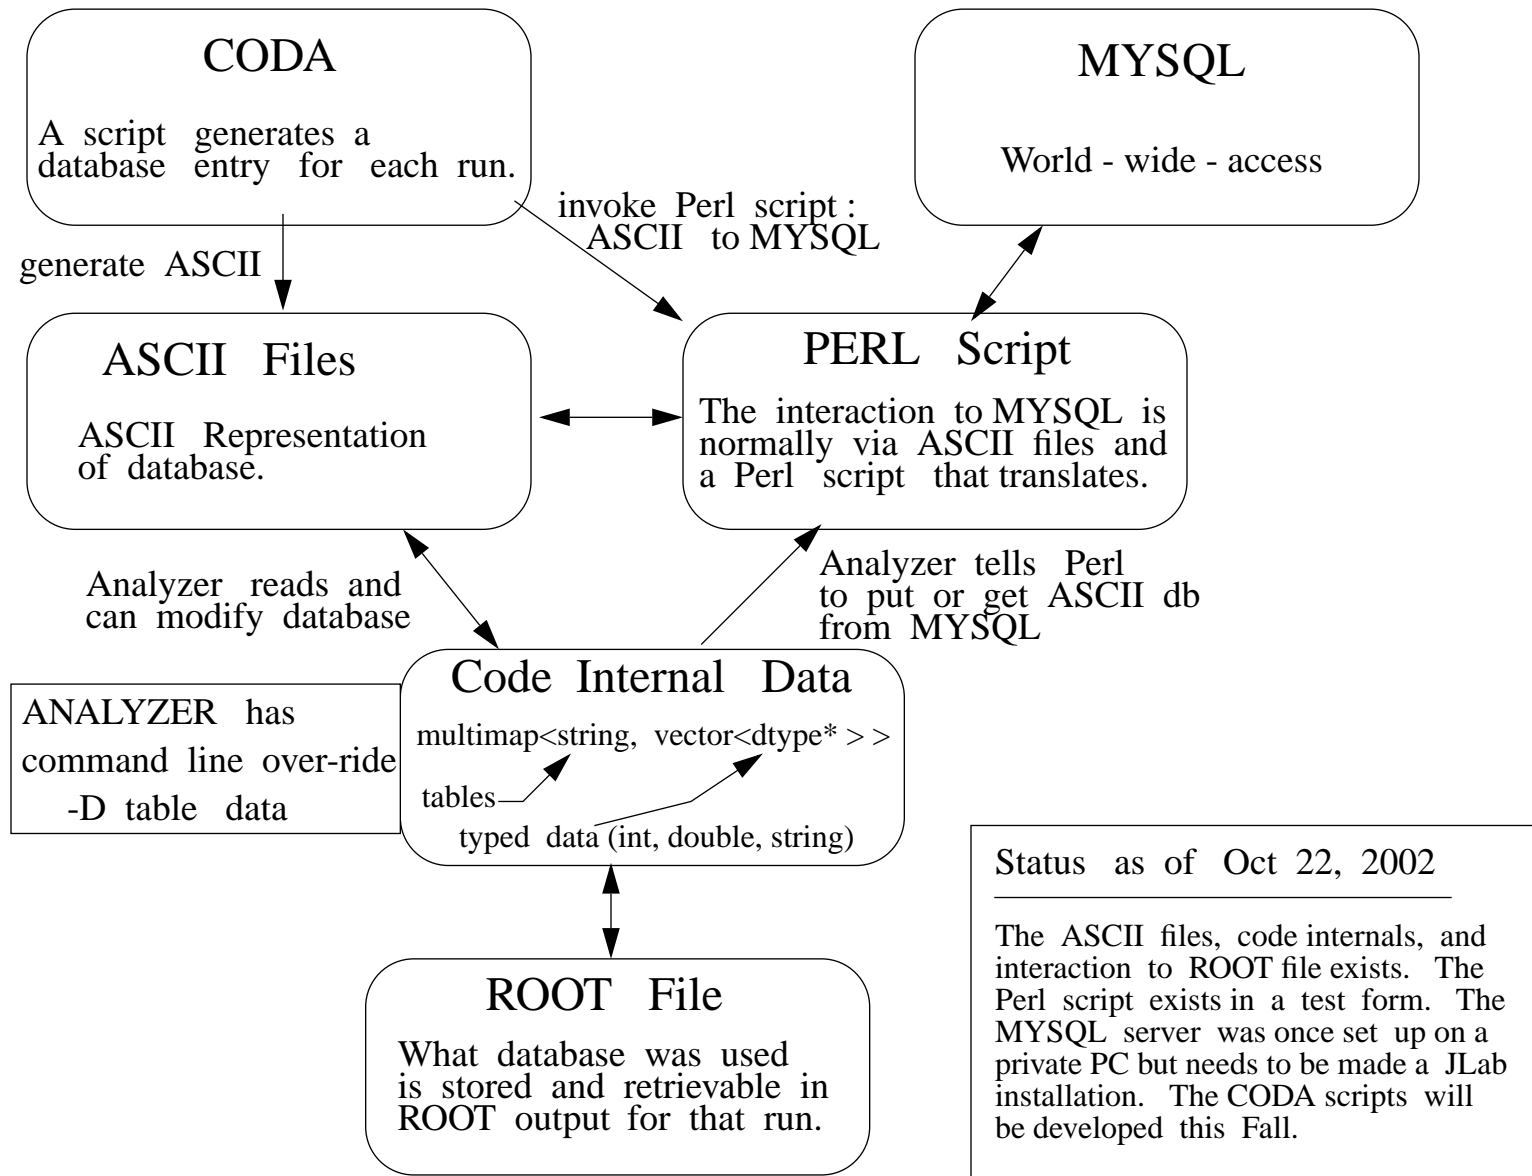 CODA
A script generates a
database entry for each run.
MYSQL
World - wide - access
invoke Perl script :
ASCII to MYSQL
generate ASCII
ASCII Files
ASCII Representation
of database.
PERL Script
The interaction to MYSQL is
normally via ASCII files and
a Perl script that translates.
Analyzer reads and
can modify database
Analyzer tells Perl
to put or get ASCII db
from MYSQL
ANALYZER has
command line over-ride
-D table data
Code Internal Data
multimap<string, vector<dtype* > >
tables
typed data (int, double, string)
ROOT File
What database was used
is stored and retrievable in
ROOT output for that run.
Status as of Oct 22, 2002
The ASCII files, code internals, and
interaction to ROOT file exists. The
Perl script exists in a test form. The
MYSQL server was once set up on a
private PC but needs to be made a JLab
installation. The CODA scripts will
be developed this Fall.